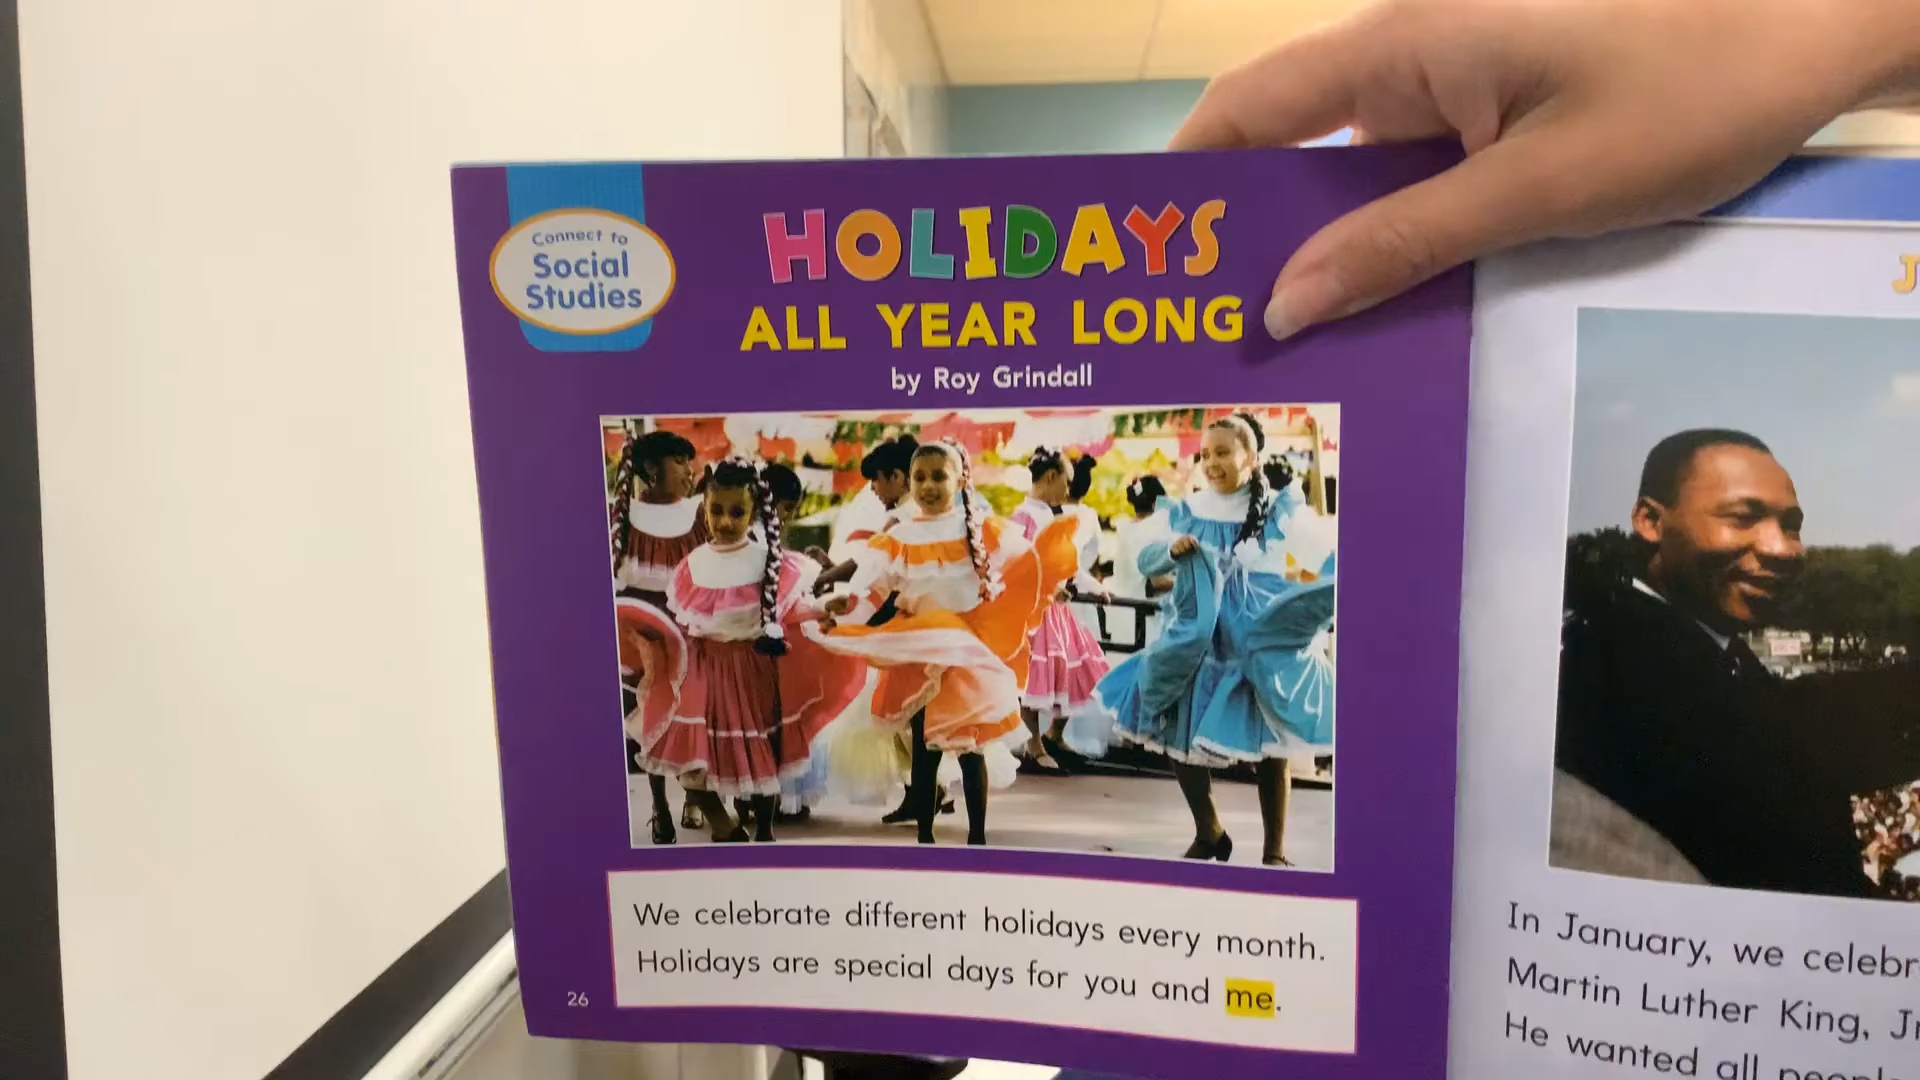 Connect to
Social
Studies
HOLIDAYS
ALL YEAR LONG
by Roy Grindall
We celebrate different holidays every month.
Holidays are special days for you and me.
26
J
In January, we celebr
Martin Luther King, Jr
He wanted all